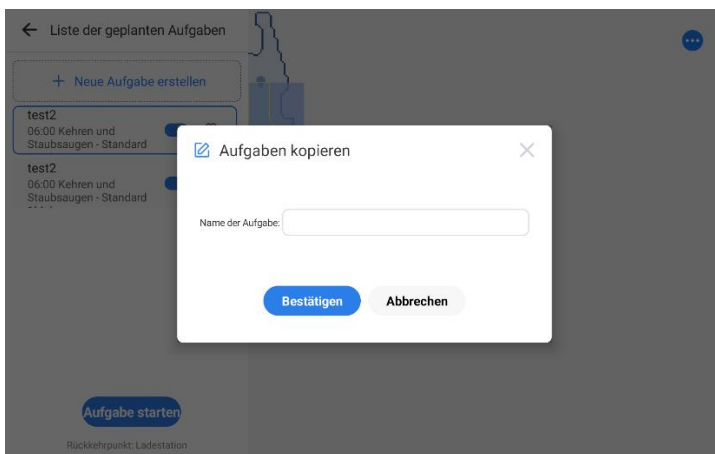 Liste der geplanten Aufgaben
+ Neue Aufgabe erstellen
test2
06:00 Kehren und
Staubsaugen - Standard
test2
06:00 Kehren und
Staubsaugen - Standard
Aufgaben kopieren
Name der Aufgabe:
Bestätigen
Abbrechen
Aufgabe starten
Rückkehrpunkt: Ladestation